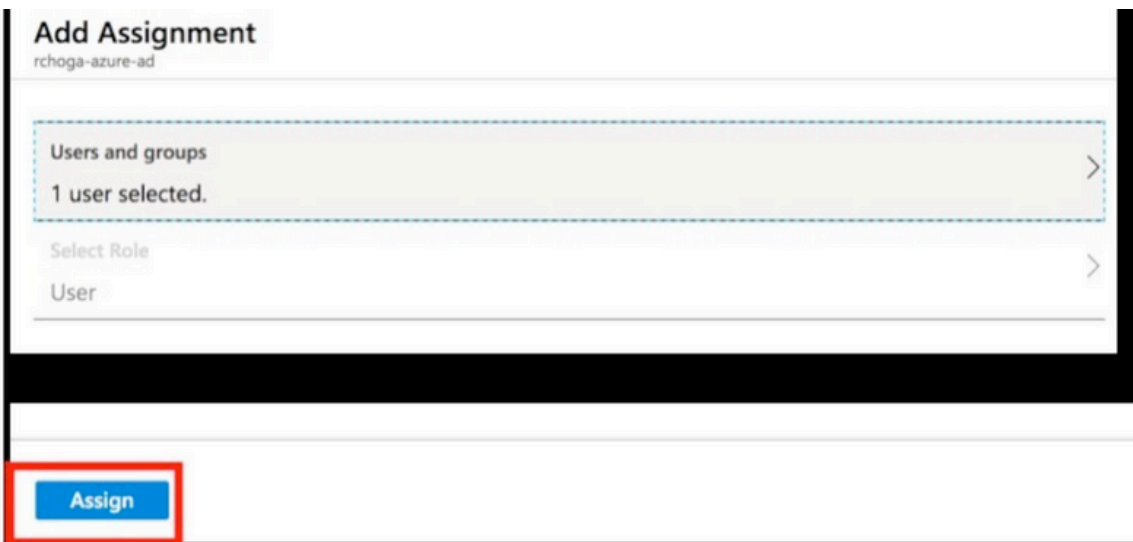 Add Assignment
rchoga-azure-ad
Users and groups
1 user selected.
Select Role
User
Assign